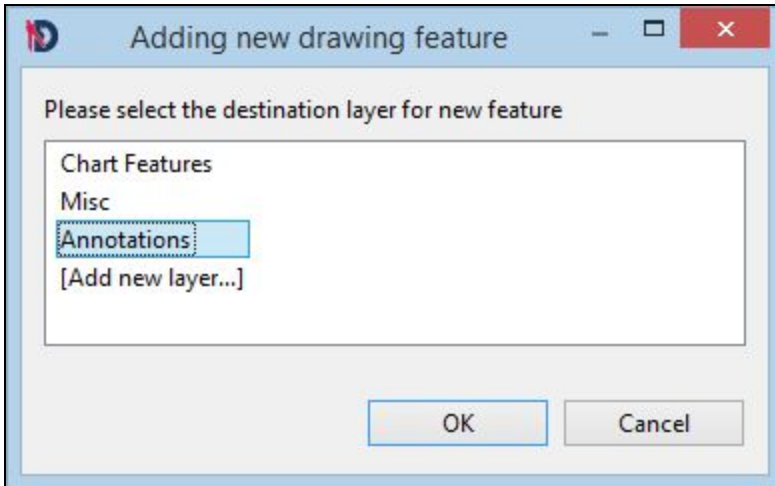 Adding new drawing feature
Please select the destination layer for new feature
Chart Features
Misc
Annotations
[Add new layer...]
OK Cancel